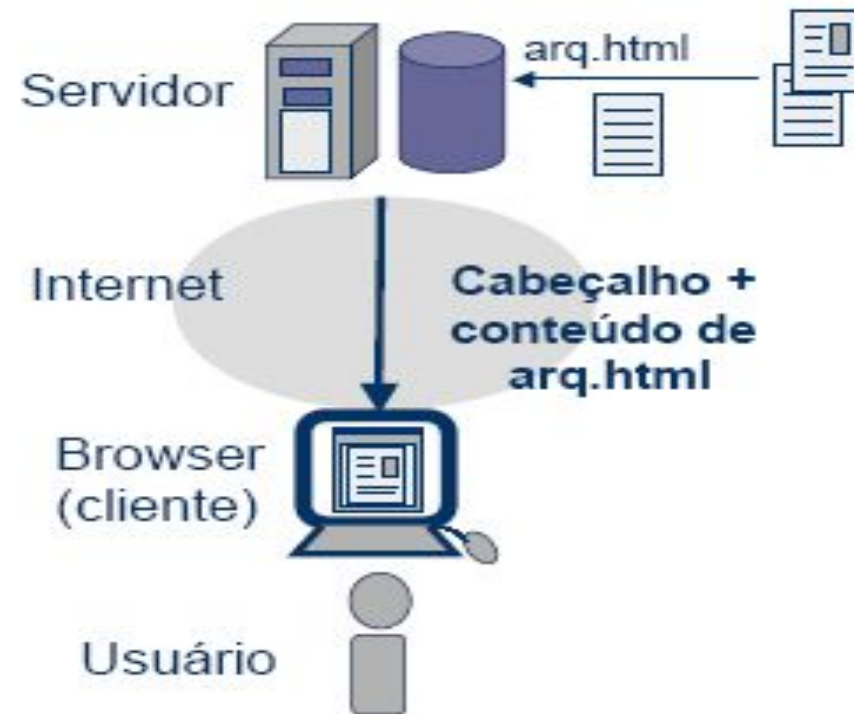 arq.html
Servidor
Internet
Cabeçalho +
conteúdo de
arq.html
Browser
(cliente)
Usuário